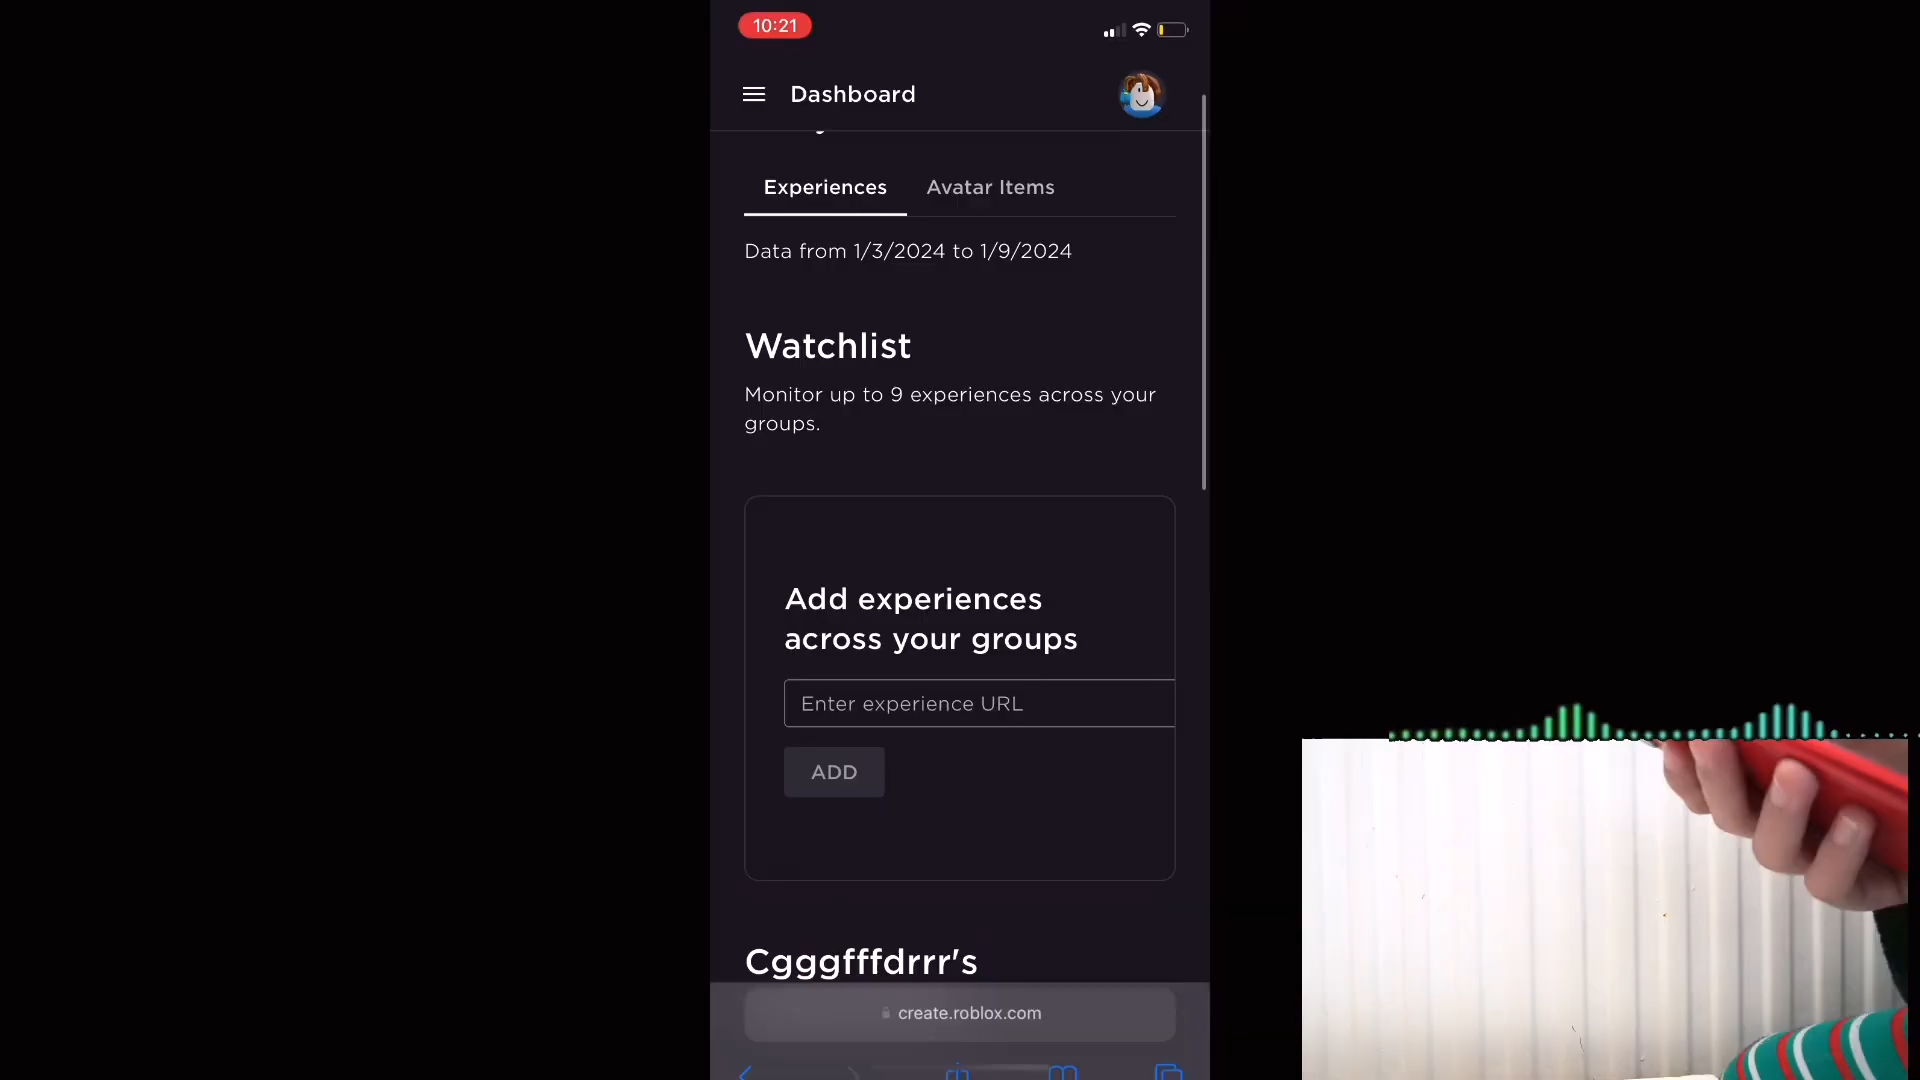 10:21
Dashboard
Experiences
Avatar Items
Data from 1/3/2024 to 1/9/2024
Watchlist
Monitor up to 9 experiences across your
groups.
Add experiences
across your groups
Enter experience URL
ADD
Cgggfffdrrr's
create.roblox.com